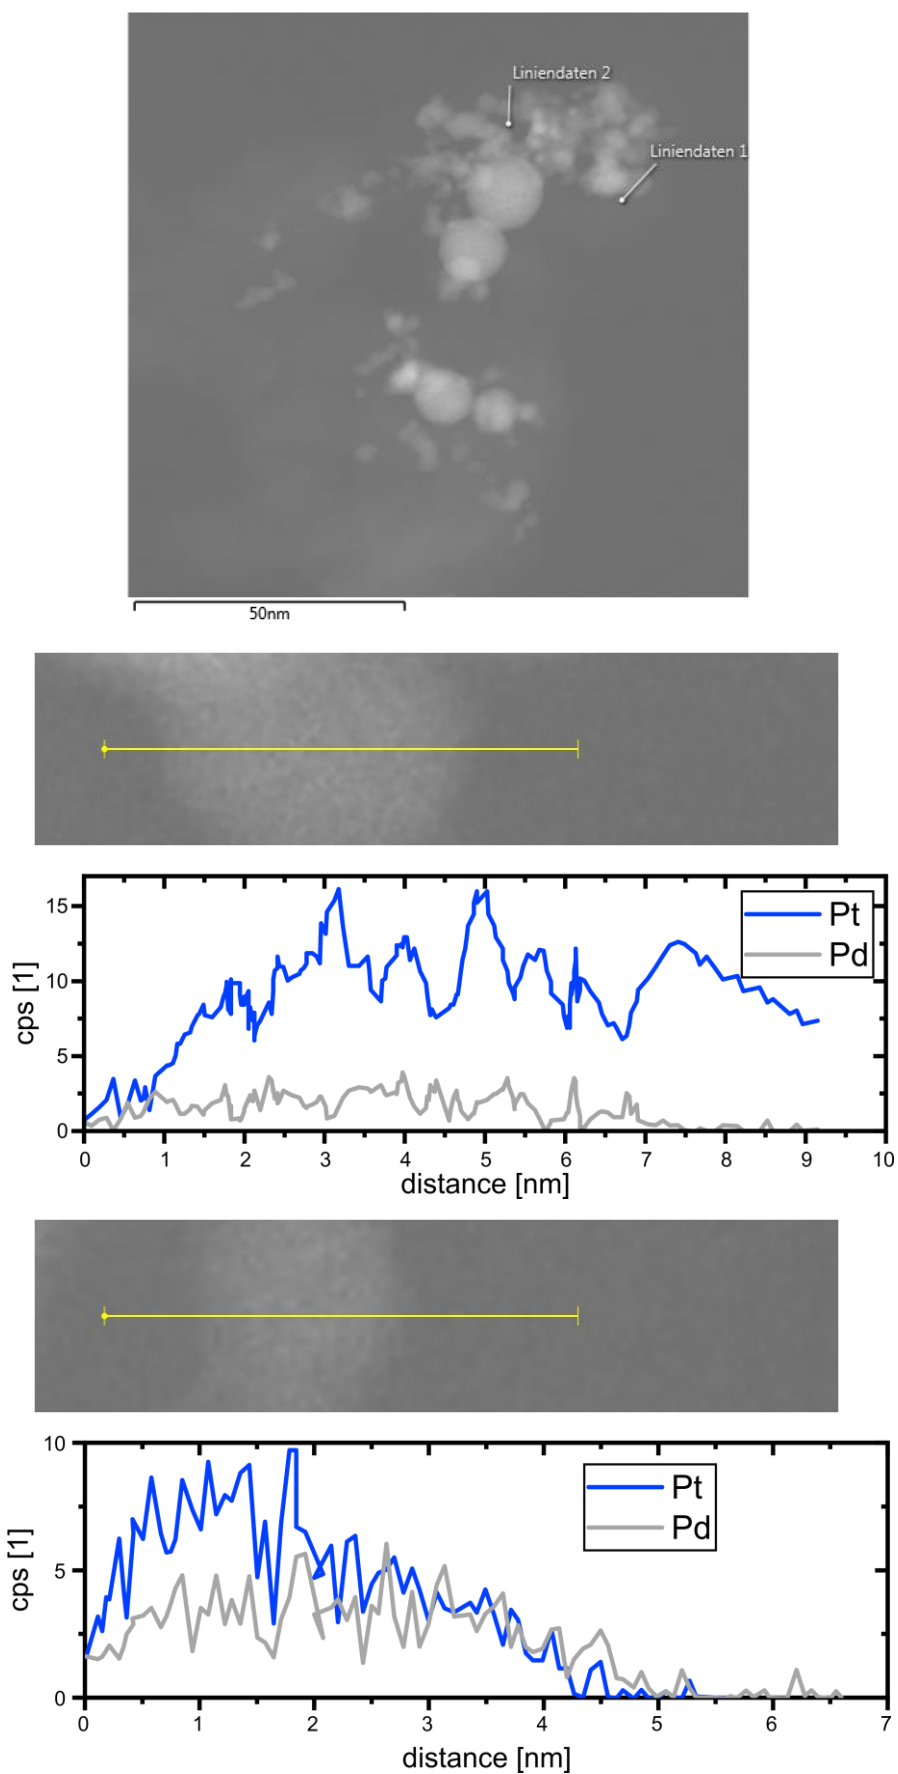 Liniendaten 2
Liniendaten 1
50nm
cps [1]
15
10
5
0
Pt
Pd
0 1 2 3 4 5 6 7 8 9 10
distance [nm]
cps [1]
10
5
0
Pt
Pd
0 1 2 3 4 5 6 7
distance [nm]